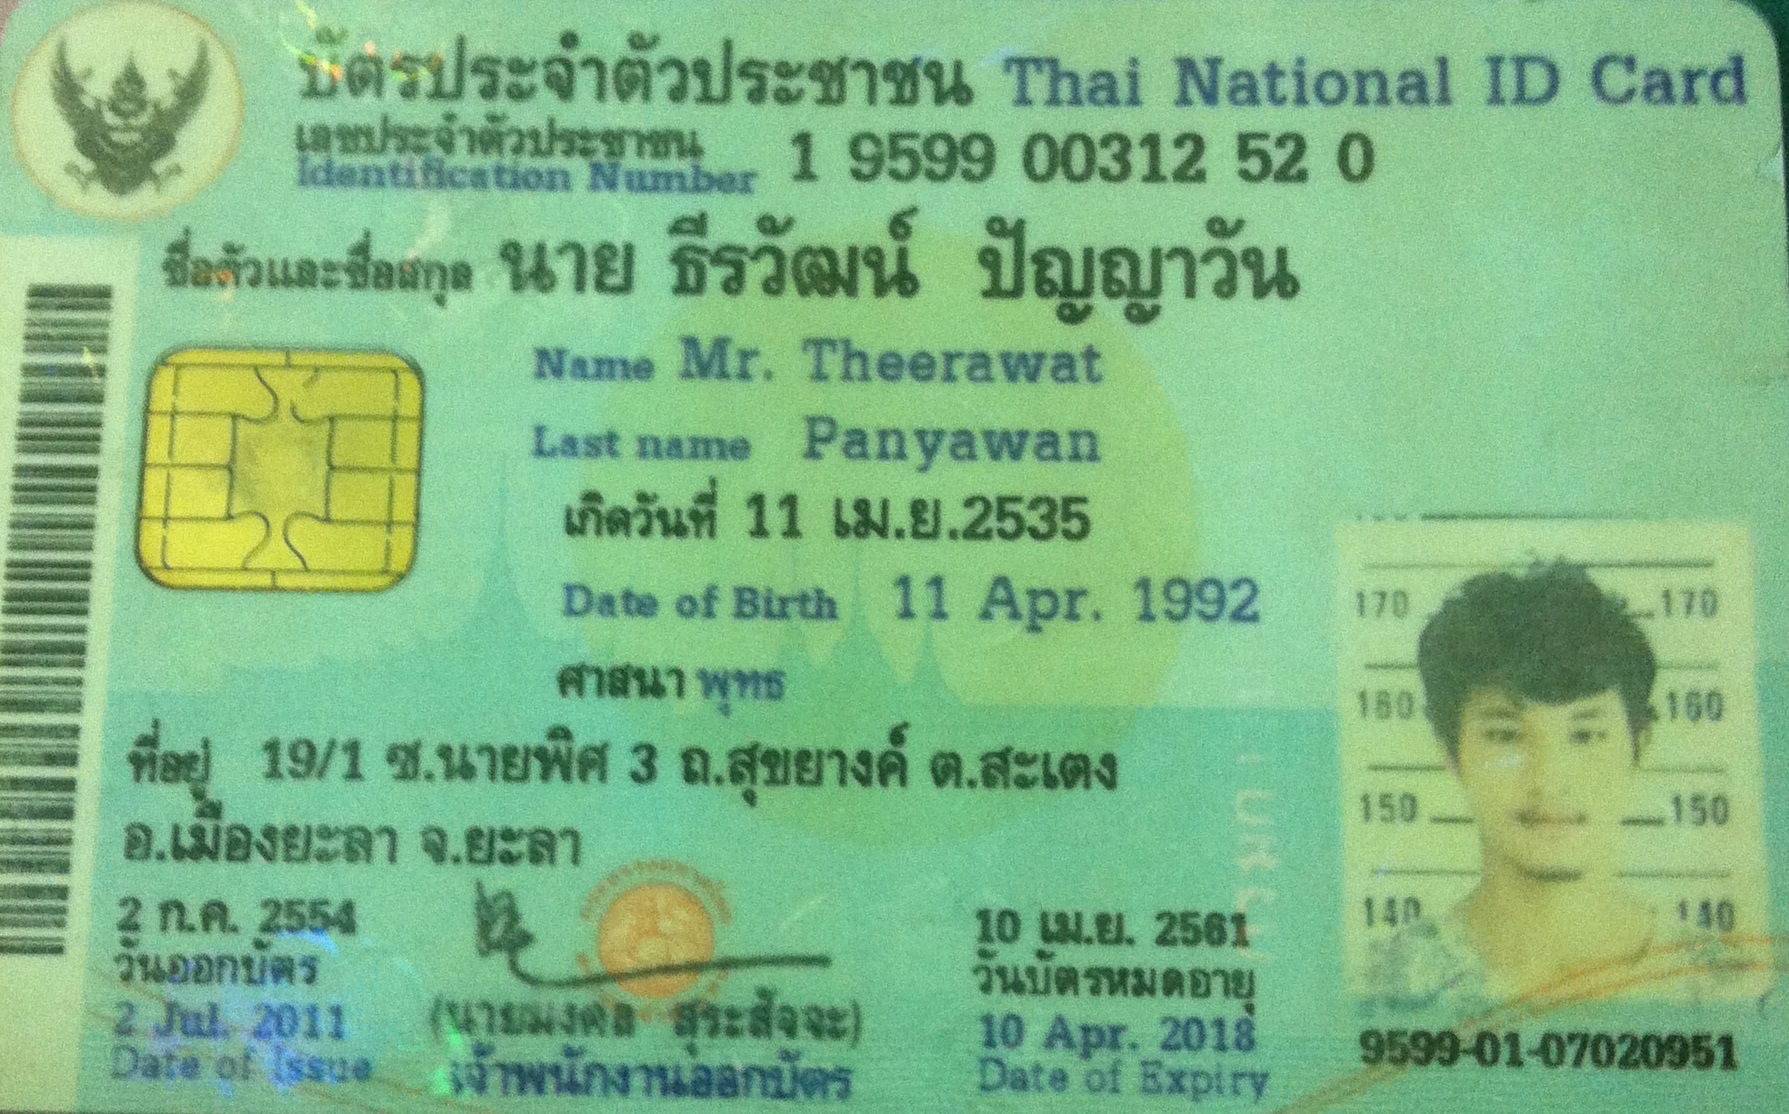 บัตรประจำตัวประชาชน Thai National ID Card
เลขประจำตัวประชาชน
Identification Number 1 9599 00312 52 0
ชื่อตัวและชื่อสกุล นาย ธีรวัฒน์ ปัญญาวัน
Name Mr. Theerawat
Last name Panyawan
เกิดวันที่ 11 เม.ย.2535
Date of Birth 11 Apr. 1992
ศาสนา พุทธ
ที่อยู่ 19/1 ซ.นายพิศ 3 ถ.สุขยางค์ ต.สะเตง
อ.เมืองยะลา จ.ยะลา
170 170
160 160
150 150
140 140
2 ก.ค. 2554
วันออกบัตร
2 Jul. 2011
Date of Issue
(นายมงคล สุระสัจจะ)
เจ้าพนักงานออกบัตร
10 เม.ย. 2561
วันบัตรหมดอายุ
10 Apr. 2018
Date of Expiry
9599-01-07020951